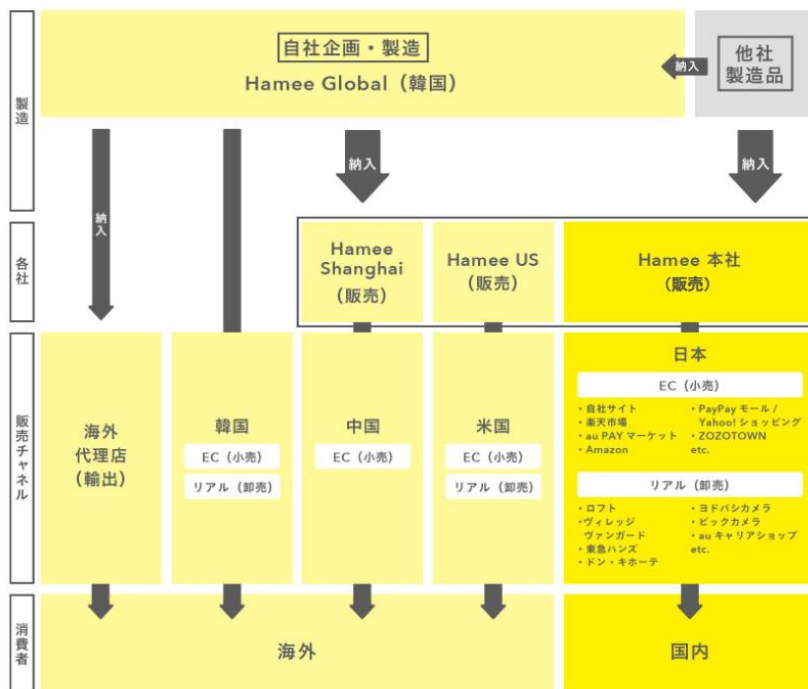 製造
自社企画・製造
Hamee Global（韓国）
納入
他社
製造品
納入
納入
納入
各社
Hamee
Shanghai
（販売）
Hamee US
（販売）
Hamee 本社
（販売）
販売チャネル
海外
代理店
（輸出）
韓国
EC（小売）
リアル（卸売）
中国
EC（小売）
米国
EC（小売）
リアル（卸売）
日本
EC（小売）
・自社サイト
・楽天市場
・au PAY マーケット
・Amazon
・PayPay モール /
Yahoo! ショッピング
・ZOZOTOWN
etc.
リアル（卸売）
・ロフト
・ヴィレッジ
ヴァンガード
・東急ハンズ
・ドン・キホーテ
・ヨドバシカメラ
・ビックカメラ
・au キャリアショップ
etc.
消費者
海外
国内